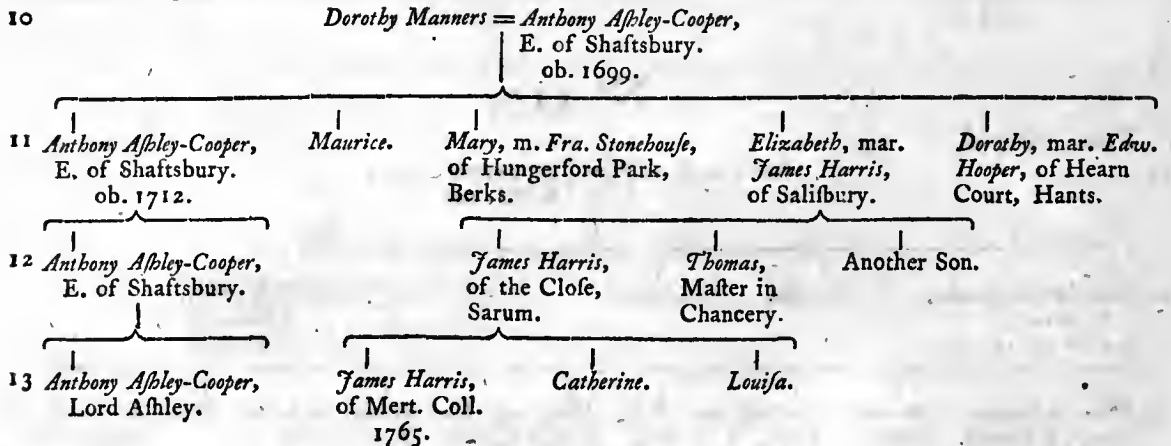 10 Dorothy Manners = Anthony Aſhley-Cooper,
E. of Shaftsbury.
ob. 1699.
11 Anthony Aſhley-Cooper, Maurice. Mary, m. Fra. Stonehouſe, Elizabeth, mar. Dorothy, mar. Edw.
E. of Shaftsbury. of Hungerford Park, James Harris, Hooper, of Hearn
ob. 1712. Berks. of Saliſbury. Court, Hants.
12 Anthony Aſhley-Cooper, James Harris, Thomas, Another Son.
E. of Shaftsbury. of the Cloſe, Maſter in
Sarum. Chancery.
13 Anthony Aſhley-Cooper, James Harris, Catherine. Louiſa.
Lord Aſhley. of Mert. Coll.
1765.